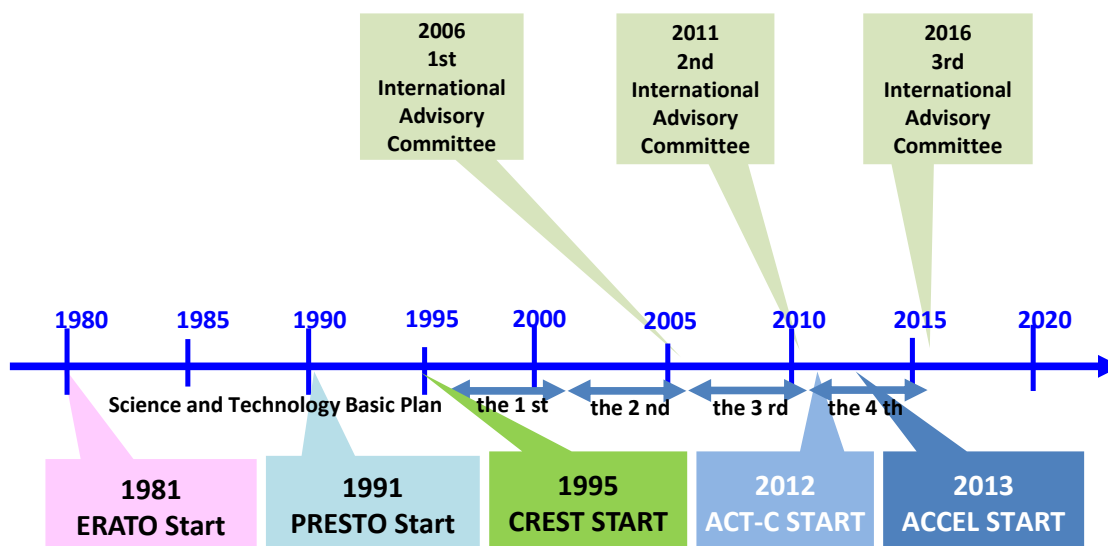 2006
1st
International
Advisory
Committee
2011
2nd
International
Advisory
Committee
2016
3rd
International
Advisory
Committee
1980 1985 1990 1995 2000 2005 2010 2015 2020
Science and Technology Basic Plan the 1 st the 2 nd the 3 rd the 4 th
1981
ERATO Start
1991
PRESTO Start
1995
CREST START
2012
ACT-C START
2013
ACCEL START